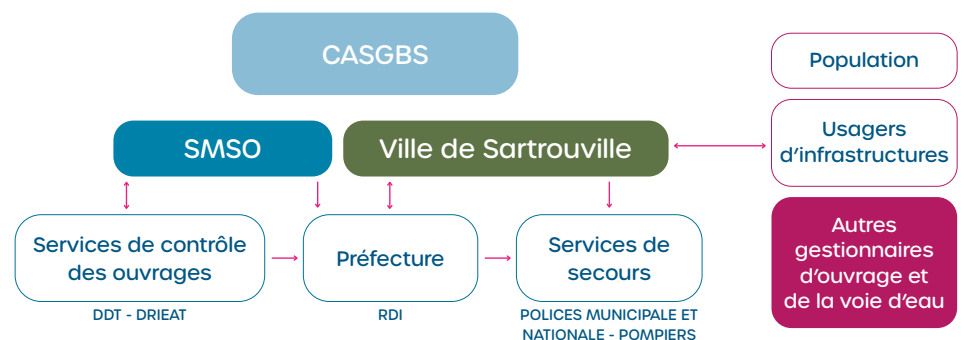 CASGBS
Population
SMSO
Ville de Sartrouville
Usagers
d'infrastructures
Services de contrôle
des ouvrages
Préfecture
Services de
secours
Autres
gestionnaires
d'ouvrage et
de la voie d'eau
DDT - DRIEAT
RDI
POLICES MUNICIPALE ET
NATIONALE - POMPIERS